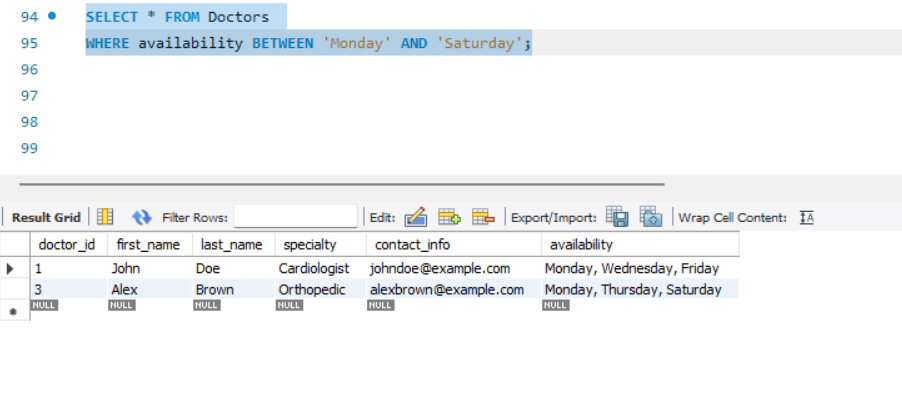 94 SELECT * FROM Doctors
95 WHERE availability BETWEEN 'Monday' AND 'Saturday';
96
97
98
99
Result Grid Filter Rows: Edit: Export/Import: Wrap Cell Content: IA
doctor_id first_name last_name specialty contact_info availability
1 John Doe Cardiologist johndoe@example.com Monday, Wednesday, Friday
3 Alex Brown Orthopedic alexbrown@example.com Monday, Thursday, Saturday
NULL NULL NULL NULL NULL NULL